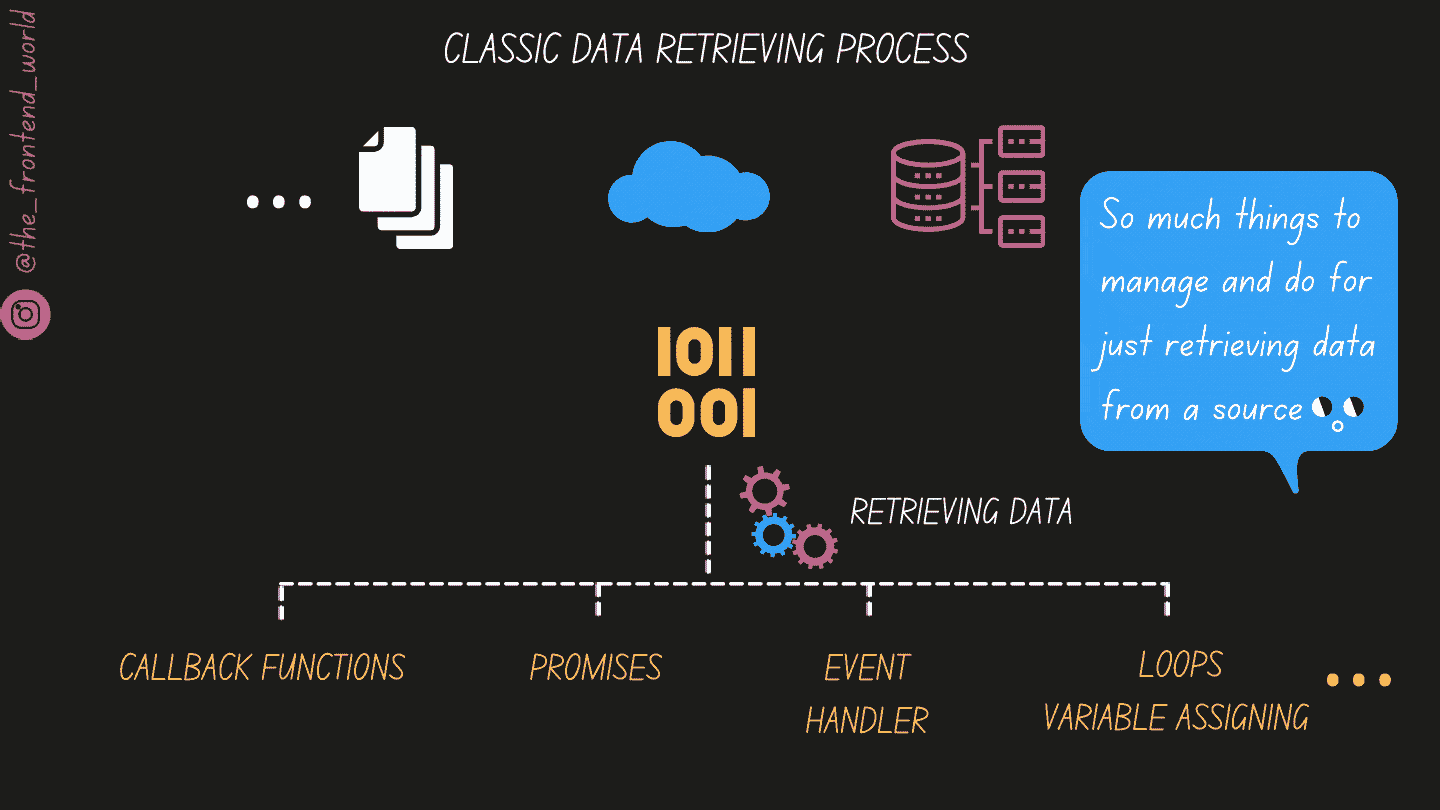 CLASSIC DATA RETRIEVING PROCESS
@the_frontend_world
...
So much things to
manage and do for
just retrieving data
from a source
1011
001
RETRIEVING DATA
CALLBACK FUNCTIONS
PROMISES
EVENT
HANDLER
LOOPS
VARIABLE ASSIGNING
...